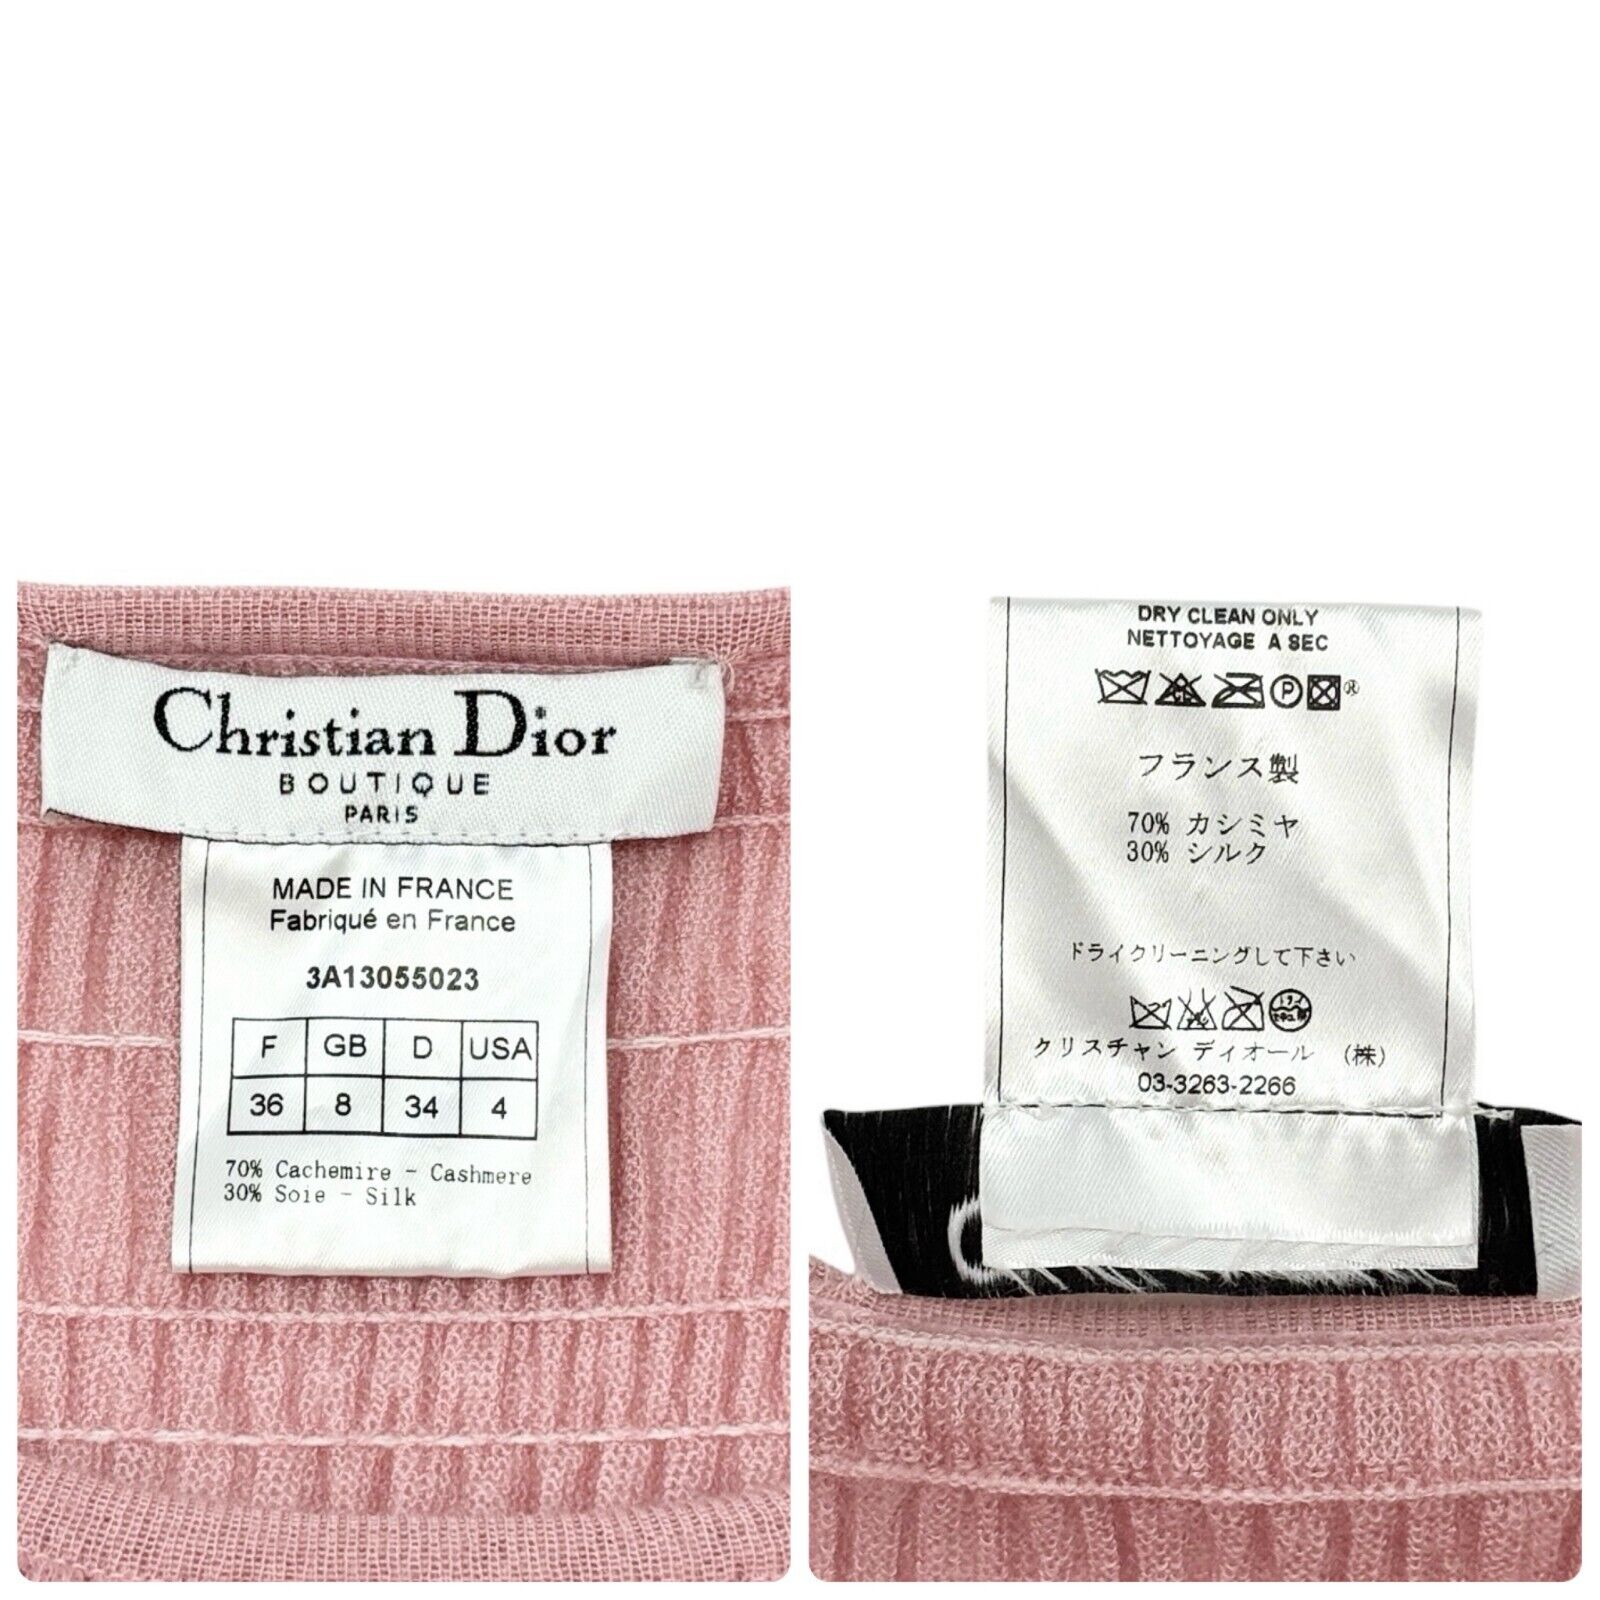 Christian Dior
BOUTIQUE
PARIS
MADE IN FRANCE
Fabriqué en France
3A13055023
F GB D USA
36 8 34 4
70% Cachemire - Cashmere
30% Soie - Silk
DRY CLEAN ONLY
NETTOYAGE A SEC
フランス製
70% カシミヤ
30% シルク
ドライクリーニングして下さい
クリスチャン ディオール (株)
03-3263-2266